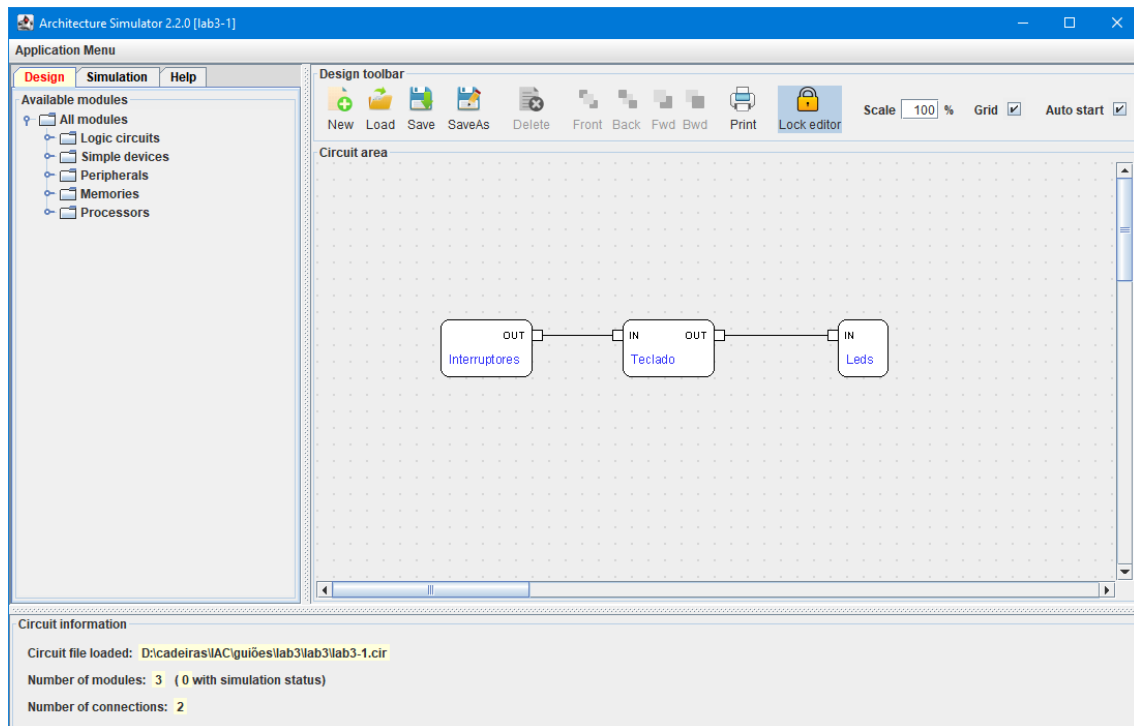 Architecture Simulator 2.2.0 [lab3-1]
Application Menu
Design Simulation Help
Available modules
All modules
Logic circuits
Simple devices
Peripherals
Memories
Processors
Design toolbar
New Load Save SaveAs Delete Front Back Fwd Bwd Print Lock editor Scale 100 % Grid Auto start
Circuit area
OUT IN OUT IN
Interruptores Teclado Leds
Circuit information
Circuit file loaded: D:\cadeiras\IAC\guiões\lab3\lab3\lab3-1.cir
Number of modules: 3 ( 0 with simulation status)
Number of connections: 2